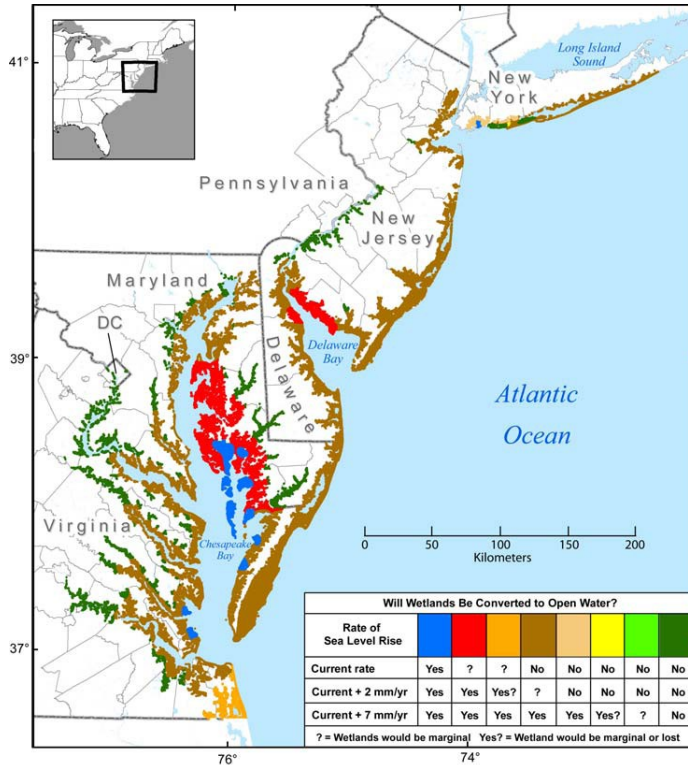 41°
Long Island
Sound
New
York
Pennsylvania
New
Jersey
Maryland
DC
39°
Delaware
Bay
Delaware
Atlantic
Ocean
0 50 100 150 200
Kilometers
Virginia
Chesapeake
Bay
37°
Will Wetlands Be Converted to Open Water?
Rate of
Sea Level Rise
Current rate Yes ? ? No No No No No
Current + 2 mm/yr Yes Yes Yes? ? No No No No
Current + 7 mm/yr Yes Yes Yes Yes Yes Yes? ? No
? = Wetlands would be marginal Yes? = Wetland would be marginal or lost
76° 74°